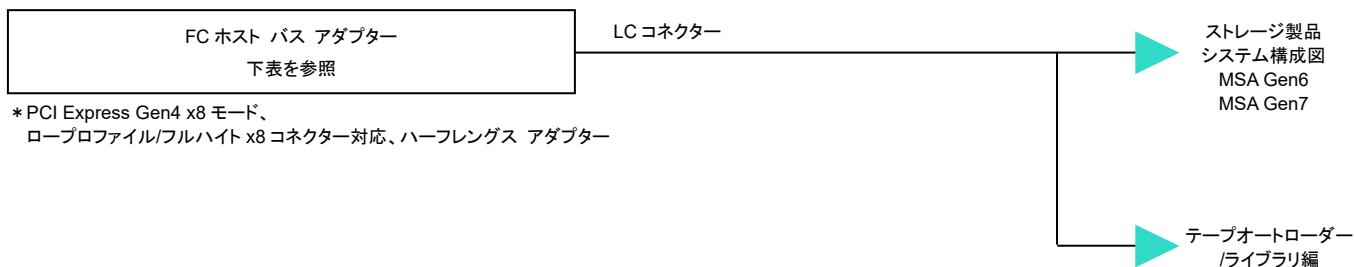 FC ホスト バス アダプター
下表を参照
LC コネクター
ストレージ製品
システム構成図
MSA Gen6
MSA Gen7
＊PCI Express Gen4 x8 モード、
ロープロファイル/フルハイト x8 コネクター対応、ハーフレングス アダプター
テープオートローダー
/ライブラリ編